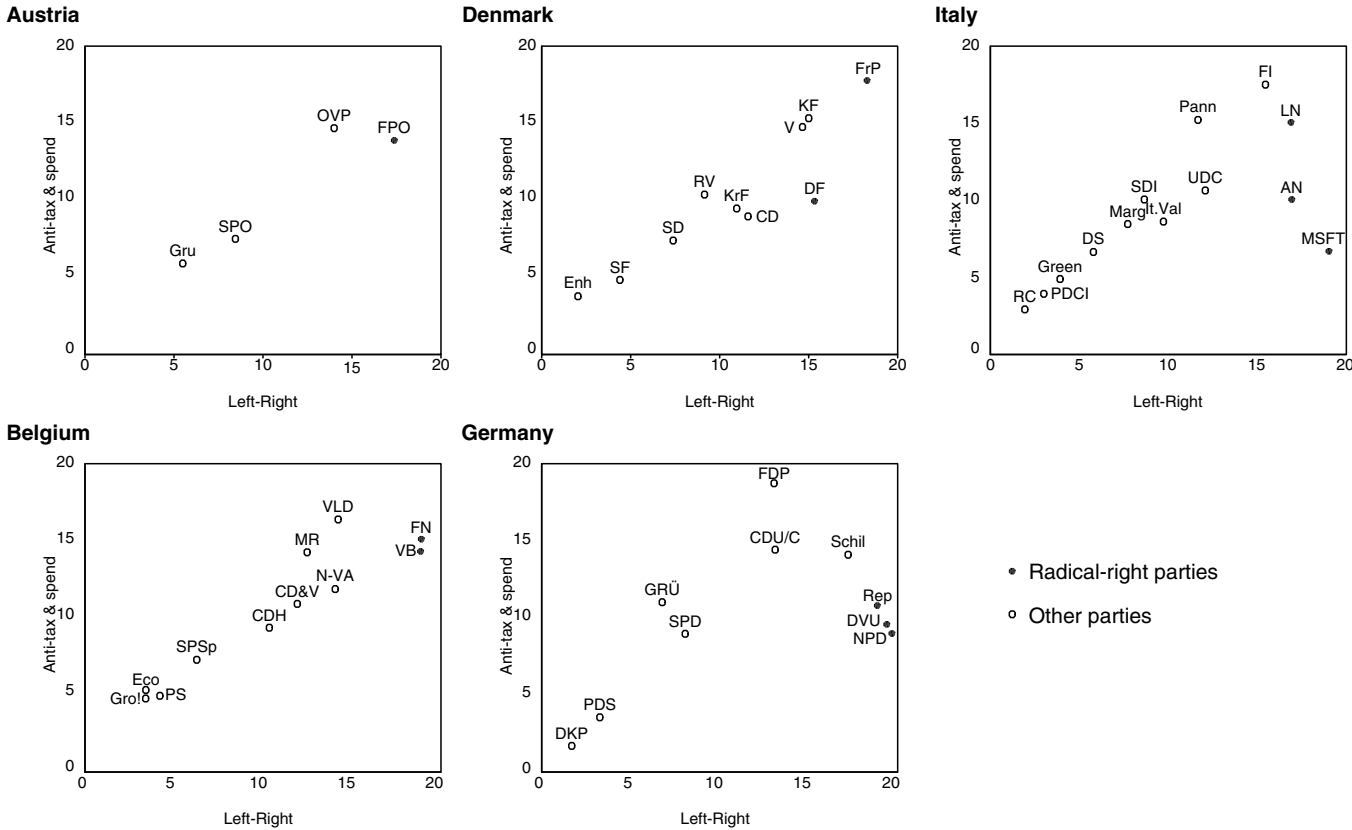 Austria
20
15
10
5
0
Anti-tax & spend
OVP
FPO
SPO
Gru
0 5 10 15 20
Left-Right
Denmark
20
15
10
5
0
Anti-tax & spend
FrP
KF
V
RV
KrF
DF
CD
SD
SF
Enh
0 5 10 15 20
Left-Right
Italy
20
15
10
5
0
Anti-tax & spend
FI
Pann
LN
UDC
SDI
AN
Marg
It.Val
DS
MSFT
Green
RC
PDCI
0 5 10 15 20
Left-Right
Belgium
20
15
10
5
0
Anti-tax & spend
VLD
MR
FN
VB
N-VA
CD&V
CDH
SPSp
Eco
Gro!
PS
0 5 10 15 20
Left-Right
Germany
20
15
10
5
0
Anti-tax & spend
FDP
CDU/C
Schil
GRÜ
SPD
Rep
DVU
NPD
PDS
DKP
0 5 10 15 20
Left-Right
Radical-right parties
Other parties